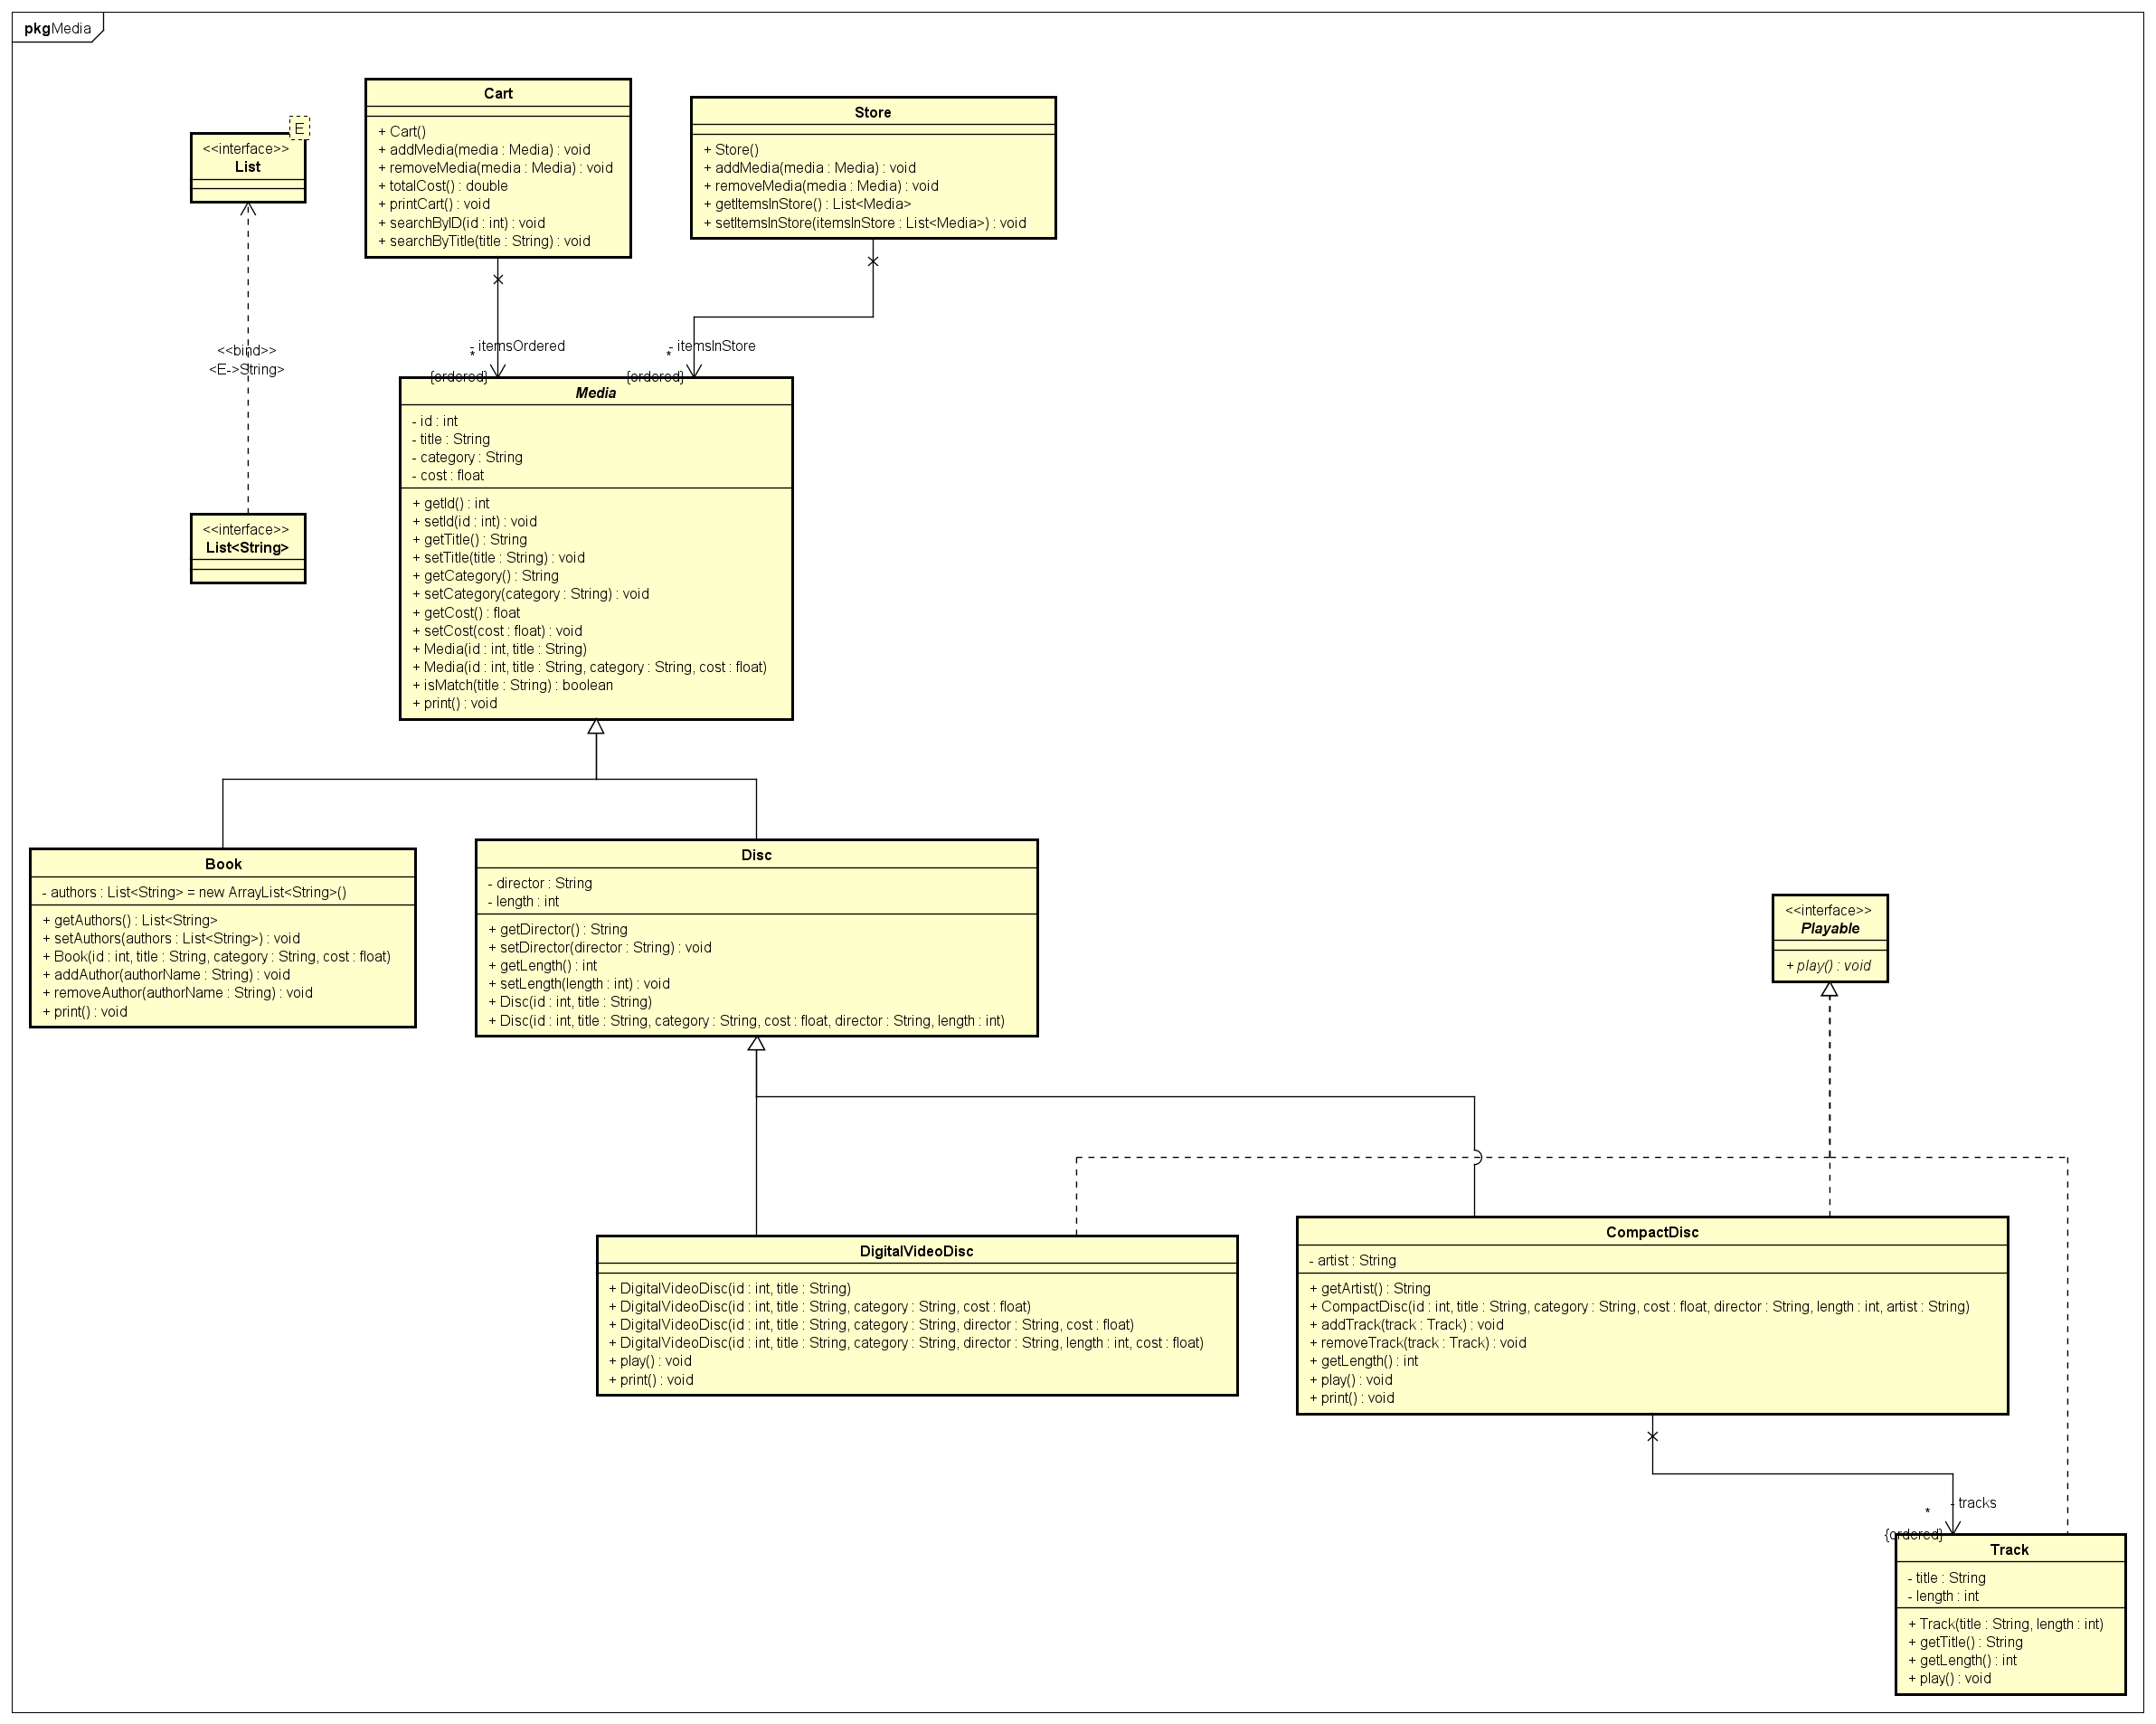 pkg Media
E
<<interface>>
List
<<bind>>
<E->String>
<<interface>>
List<String>
Cart
+ Cart()
+ addMedia(media : Media) : void
+ removeMedia(media : Media) : void
+ totalCost() : double
+ printCart() : void
+ searchByID(id : int) : void
+ searchByTitle(title : String) : void
Store
+ Store()
+ addMedia(media : Media) : void
+ removeMedia(media : Media) : void
+ getItemsInStore() : List<Media>
+ setItemsInStore(itemsInStore : List<Media>) : void
- itemsOrdered
*
{ordered}
- itemsInStore
*
{ordered}
Media
- id : int
- title : String
- category : String
- cost : float
+ getId() : int
+ setId(id : int) : void
+ getTitle() : String
+ setTitle(title : String) : void
+ getCategory() : String
+ setCategory(category : String) : void
+ getCost() : float
+ setCost(cost : float) : void
+ Media(id : int, title : String)
+ Media(id : int, title : String, category : String, cost : float)
+ isMatch(title : String) : boolean
+ print() : void
Book
- authors : List<String> = new ArrayList<String>()
+ getAuthors() : List<String>
+ setAuthors(authors : List<String>) : void
+ Book(id : int, title : String, category : String, cost : float)
+ addAuthor(authorName : String) : void
+ removeAuthor(authorName : String) : void
+ print() : void
Disc
- director : String
- length : int
+ getDirector() : String
+ setDirector(director : String) : void
+ getLength() : int
+ setLength(length : int) : void
+ Disc(id : int, title : String)
+ Disc(id : int, title : String, category : String, cost : float, director : String, length : int)
<<interface>>
Playable
+ play() : void
DigitalVideoDisc
+ DigitalVideoDisc(id : int, title : String)
+ DigitalVideoDisc(id : int, title : String, category : String, cost : float)
+ DigitalVideoDisc(id : int, title : String, category : String, director : String, cost : float)
+ DigitalVideoDisc(id : int, title : String, category : String, director : String, length : int, cost : float)
+ play() : void
+ print() : void
CompactDisc
- artist : String
+ getArtist() : String
+ CompactDisc(id : int, title : String, category : String, cost : float, director : String, length : int, artist : String)
+ addTrack(track : Track) : void
+ removeTrack(track : Track) : void
+ getLength() : int
+ play() : void
+ print() : void
- tracks
*
{ordered}
Track
- title : String
- length : int
+ Track(title : String, length : int)
+ getTitle() : String
+ getLength() : int
+ play() : void